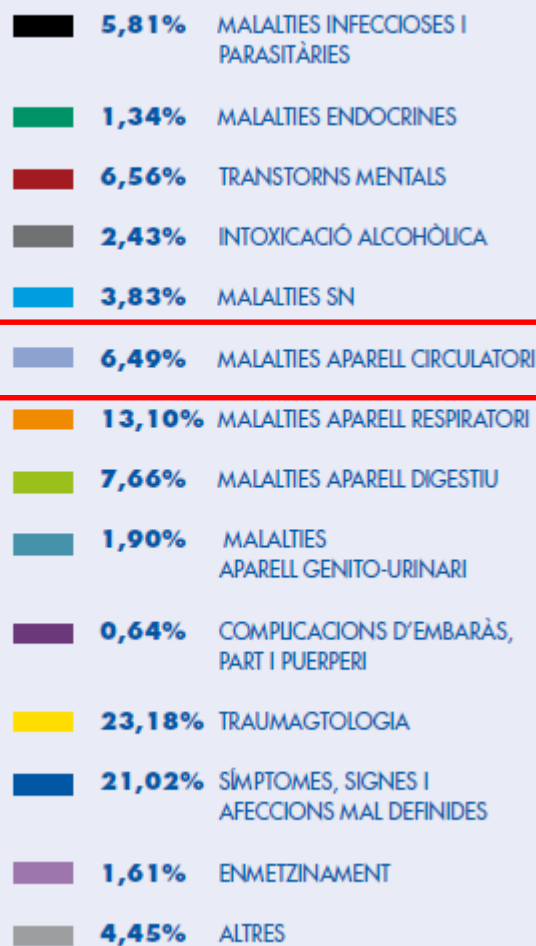 5,81% MALALTIES INFECCIOSES I
PARASITÀRIES
1,34% MALALTIES ENDOCRINES
6,56% TRANSTORNS MENTALS
2,43% INTOXICACIÓ ALCOHÒLICA
3,83% MALALTIES SN
6,49% MALALTIES APARELL CIRCULATORI
13,10% MALALTIES APARELL RESPIRATORI
7,66% MALALTIES APARELL DIGESTIU
1,90% MALALTIES
APARELL GENITO-URINARI
0,64% COMPLICACIONS D'EMBARÀS,
PART I PUERPERI
23,18% TRAUMAGTOLOGIA
21,02% SÍMPTOMES, SIGNES I
AFECCIONS MAL DEFINIDES
1,61% ENMETZINAMENT
4,45% ALTRES